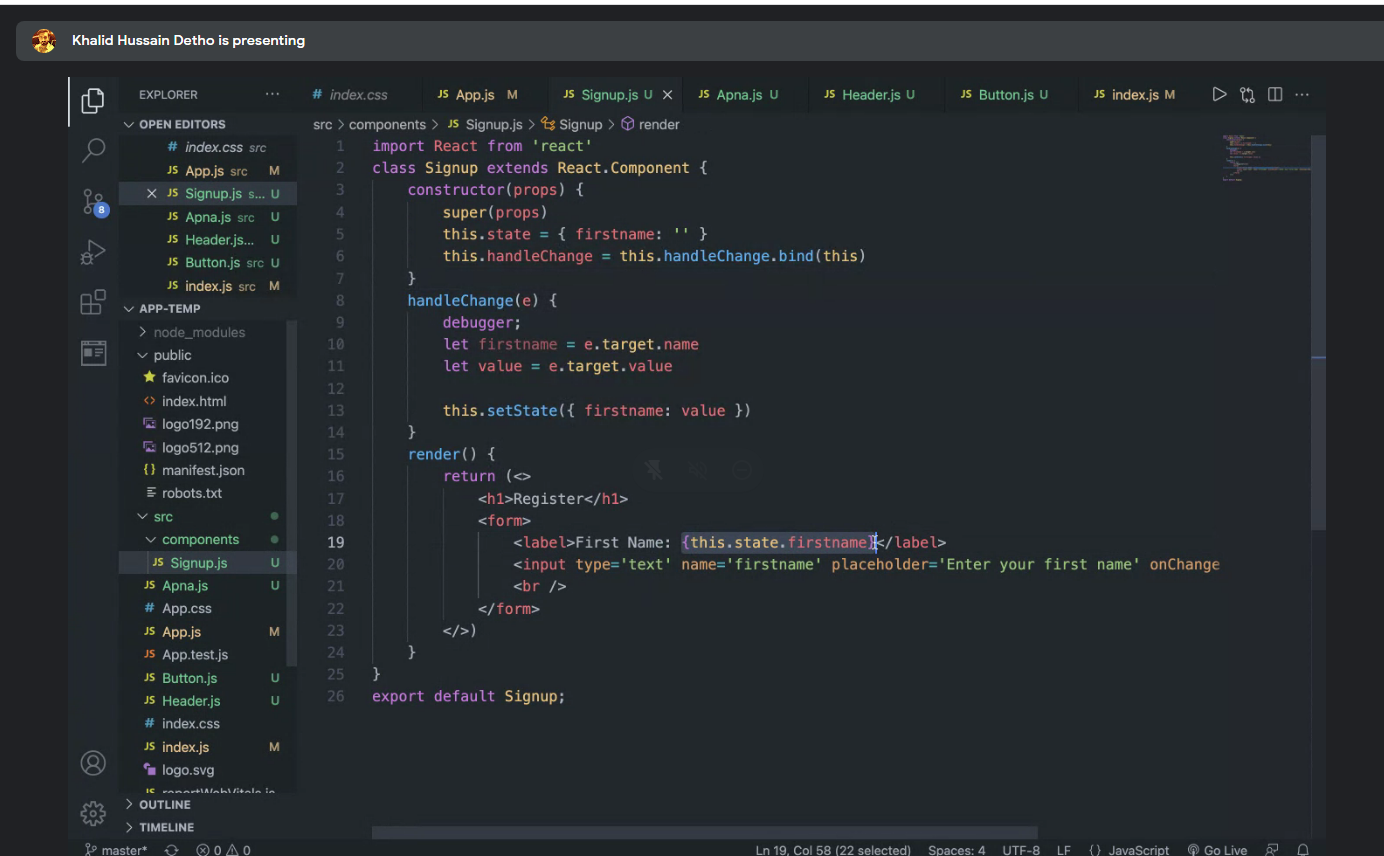 Khalid Hussain Detho is presenting
EXPLORER ···
# index.css
JS App.js M
JS Signup.js U
JS Apna.js U
JS Header.js U
JS Button.js U
JS index.js M
OPEN EDITORS
# index.css src
JS App.js src M
JS Signup.js s... U
JS Apna.js src U
JS Header.js... U
JS Button.js src U
JS index.js src M
8
APP-TEMP
node_modules
public
favicon.ico
<> index.html
logo192.png
logo512.png
{} manifest.json
robots.txt
src
components
JS Signup.js U
JS Apna.js U
# App.css
JS App.js M
JS App.test.js
JS Button.js U
JS Header.js U
# index.css
JS index.js M
logo.svg
JS reportWebVitals.js
OUTLINE
TIMELINE
src > components > JS Signup.js > Signup > render
1 import React from 'react'
2 class Signup extends React.Component {
3 constructor(props) {
4 super(props)
5 this.state = { firstname: '' }
6 this.handleChange = this.handleChange.bind(this)
7 }
8 handleChange(e) {
9 debugger;
10 let firstname = e.target.name
11 let value = e.target.value
12
13 this.setState({ firstname: value })
14 }
15 render() {
16 return (<>
17 <h1>Register</h1>
18 <form>
19 <label>First Name: {this.state.firstname}</label>
20 <input type='text' name='firstname' placeholder='Enter your first name' onChange
21 <br />
22 </form>
23 </>)
24 }
25 }
26 export default Signup;
master* 0 0 Ln 19, Col 58 (22 selected) Spaces: 4 UTF-8 LF {} JavaScript Go Live